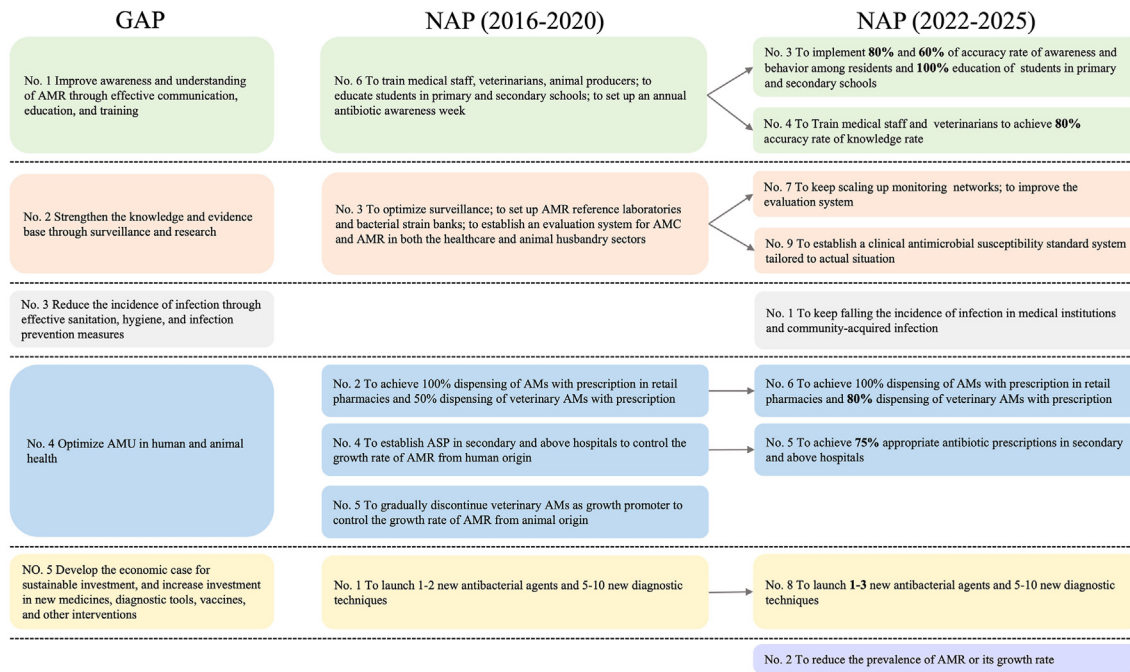 GAP
NAP (2016-2020)
NAP (2022-2025)
No. 1 Improve awareness and understanding
of AMR through effective communication,
education, and training
No. 6 To train medical staff, veterinarians, animal producers; to
educate students in primary and secondary schools; to set up an annual
antibiotic awareness week
No. 3 To implement 80% and 60% of accuracy rate of awareness and
behavior among residents and 100% education of students in primary
and secondary schools
No. 4 To Train medical staff and veterinarians to achieve 80%
accuracy rate of knowledge rate
No. 2 Strengthen the knowledge and evidence
base through surveillance and research
No. 3 To optimize surveillance; to set up AMR reference laboratories
and bacterial strain banks; to establish an evaluation system for AMC
and AMR in both the healthcare and animal husbandry sectors
No. 7 To keep scaling up monitoring networks; to improve the
evaluation system
No. 9 To establish a clinical antimicrobial susceptibility standard system
tailored to actual situation
No. 3 Reduce the incidence of infection through
effective sanitation, hygiene, and infection
prevention measures
No. 1 To keep falling the incidence of infection in medical institutions
and community-acquired infection
No. 4 Optimize AMU in human and animal
health
No. 2 To achieve 100% dispensing of AMs with prescription in retail
pharmacies and 50% dispensing of veterinary AMs with prescription
No. 6 To achieve 100% dispensing of AMs with prescription in retail
pharmacies and 80% dispensing of veterinary AMs with prescription
No. 4 To establish ASP in secondary and above hospitals to control the
growth rate of AMR from human origin
No. 5 To achieve 75% appropriate antibiotic prescriptions in secondary
and above hospitals
No. 5 To gradually discontinue veterinary AMs as growth promoter to
control the growth rate of AMR from animal origin
NO. 5 Develop the economic case for
sustainable investment, and increase investment
in new medicines, diagnostic tools, vaccines,
and other interventions
No. 1 To launch 1-2 new antibacterial agents and 5-10 new diagnostic
techniques
No. 8 To launch 1-3 new antibacterial agents and 5-10 new diagnostic
techniques
No. 2 To reduce the prevalence of AMR or its growth rate